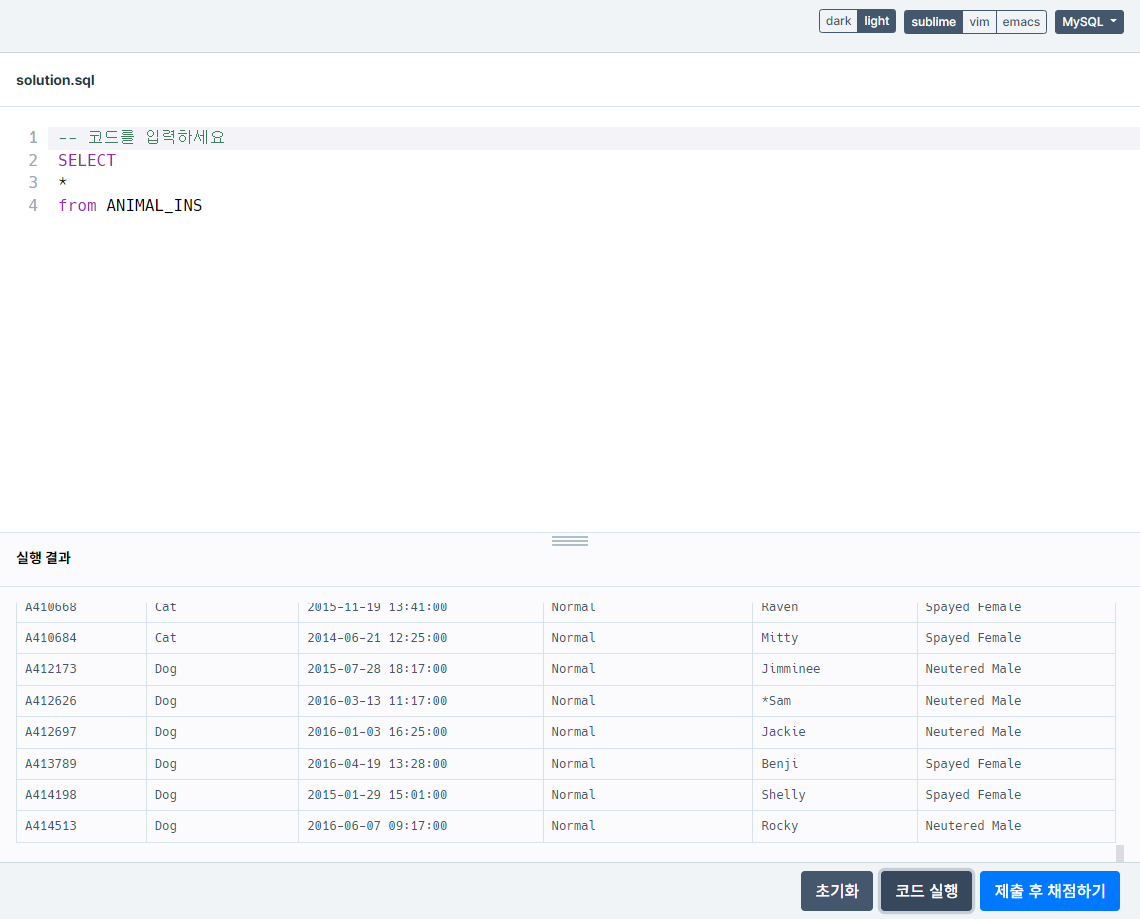 dark light sublime vim emacs MySQL
solution.sql
1 -- 코드를 입력하세요
2 SELECT
3 *
4 from ANIMAL_INS
실행 결과
A410668 Cat 2015-11-19 13:41:00 Normal Raven Spayed Female
A410684 Cat 2014-06-21 12:25:00 Normal Mitty Spayed Female
A412173 Dog 2015-07-28 18:17:00 Normal Jimminee Neutered Male
A412626 Dog 2016-03-13 11:17:00 Normal *Sam Neutered Male
A412697 Dog 2016-01-03 16:25:00 Normal Jackie Neutered Male
A413789 Dog 2016-04-19 13:28:00 Normal Benji Spayed Female
A414198 Dog 2015-01-29 15:01:00 Normal Shelly Spayed Female
A414513 Dog 2016-06-07 09:17:00 Normal Rocky Neutered Male
초기화 코드 실행 제출 후 채점하기